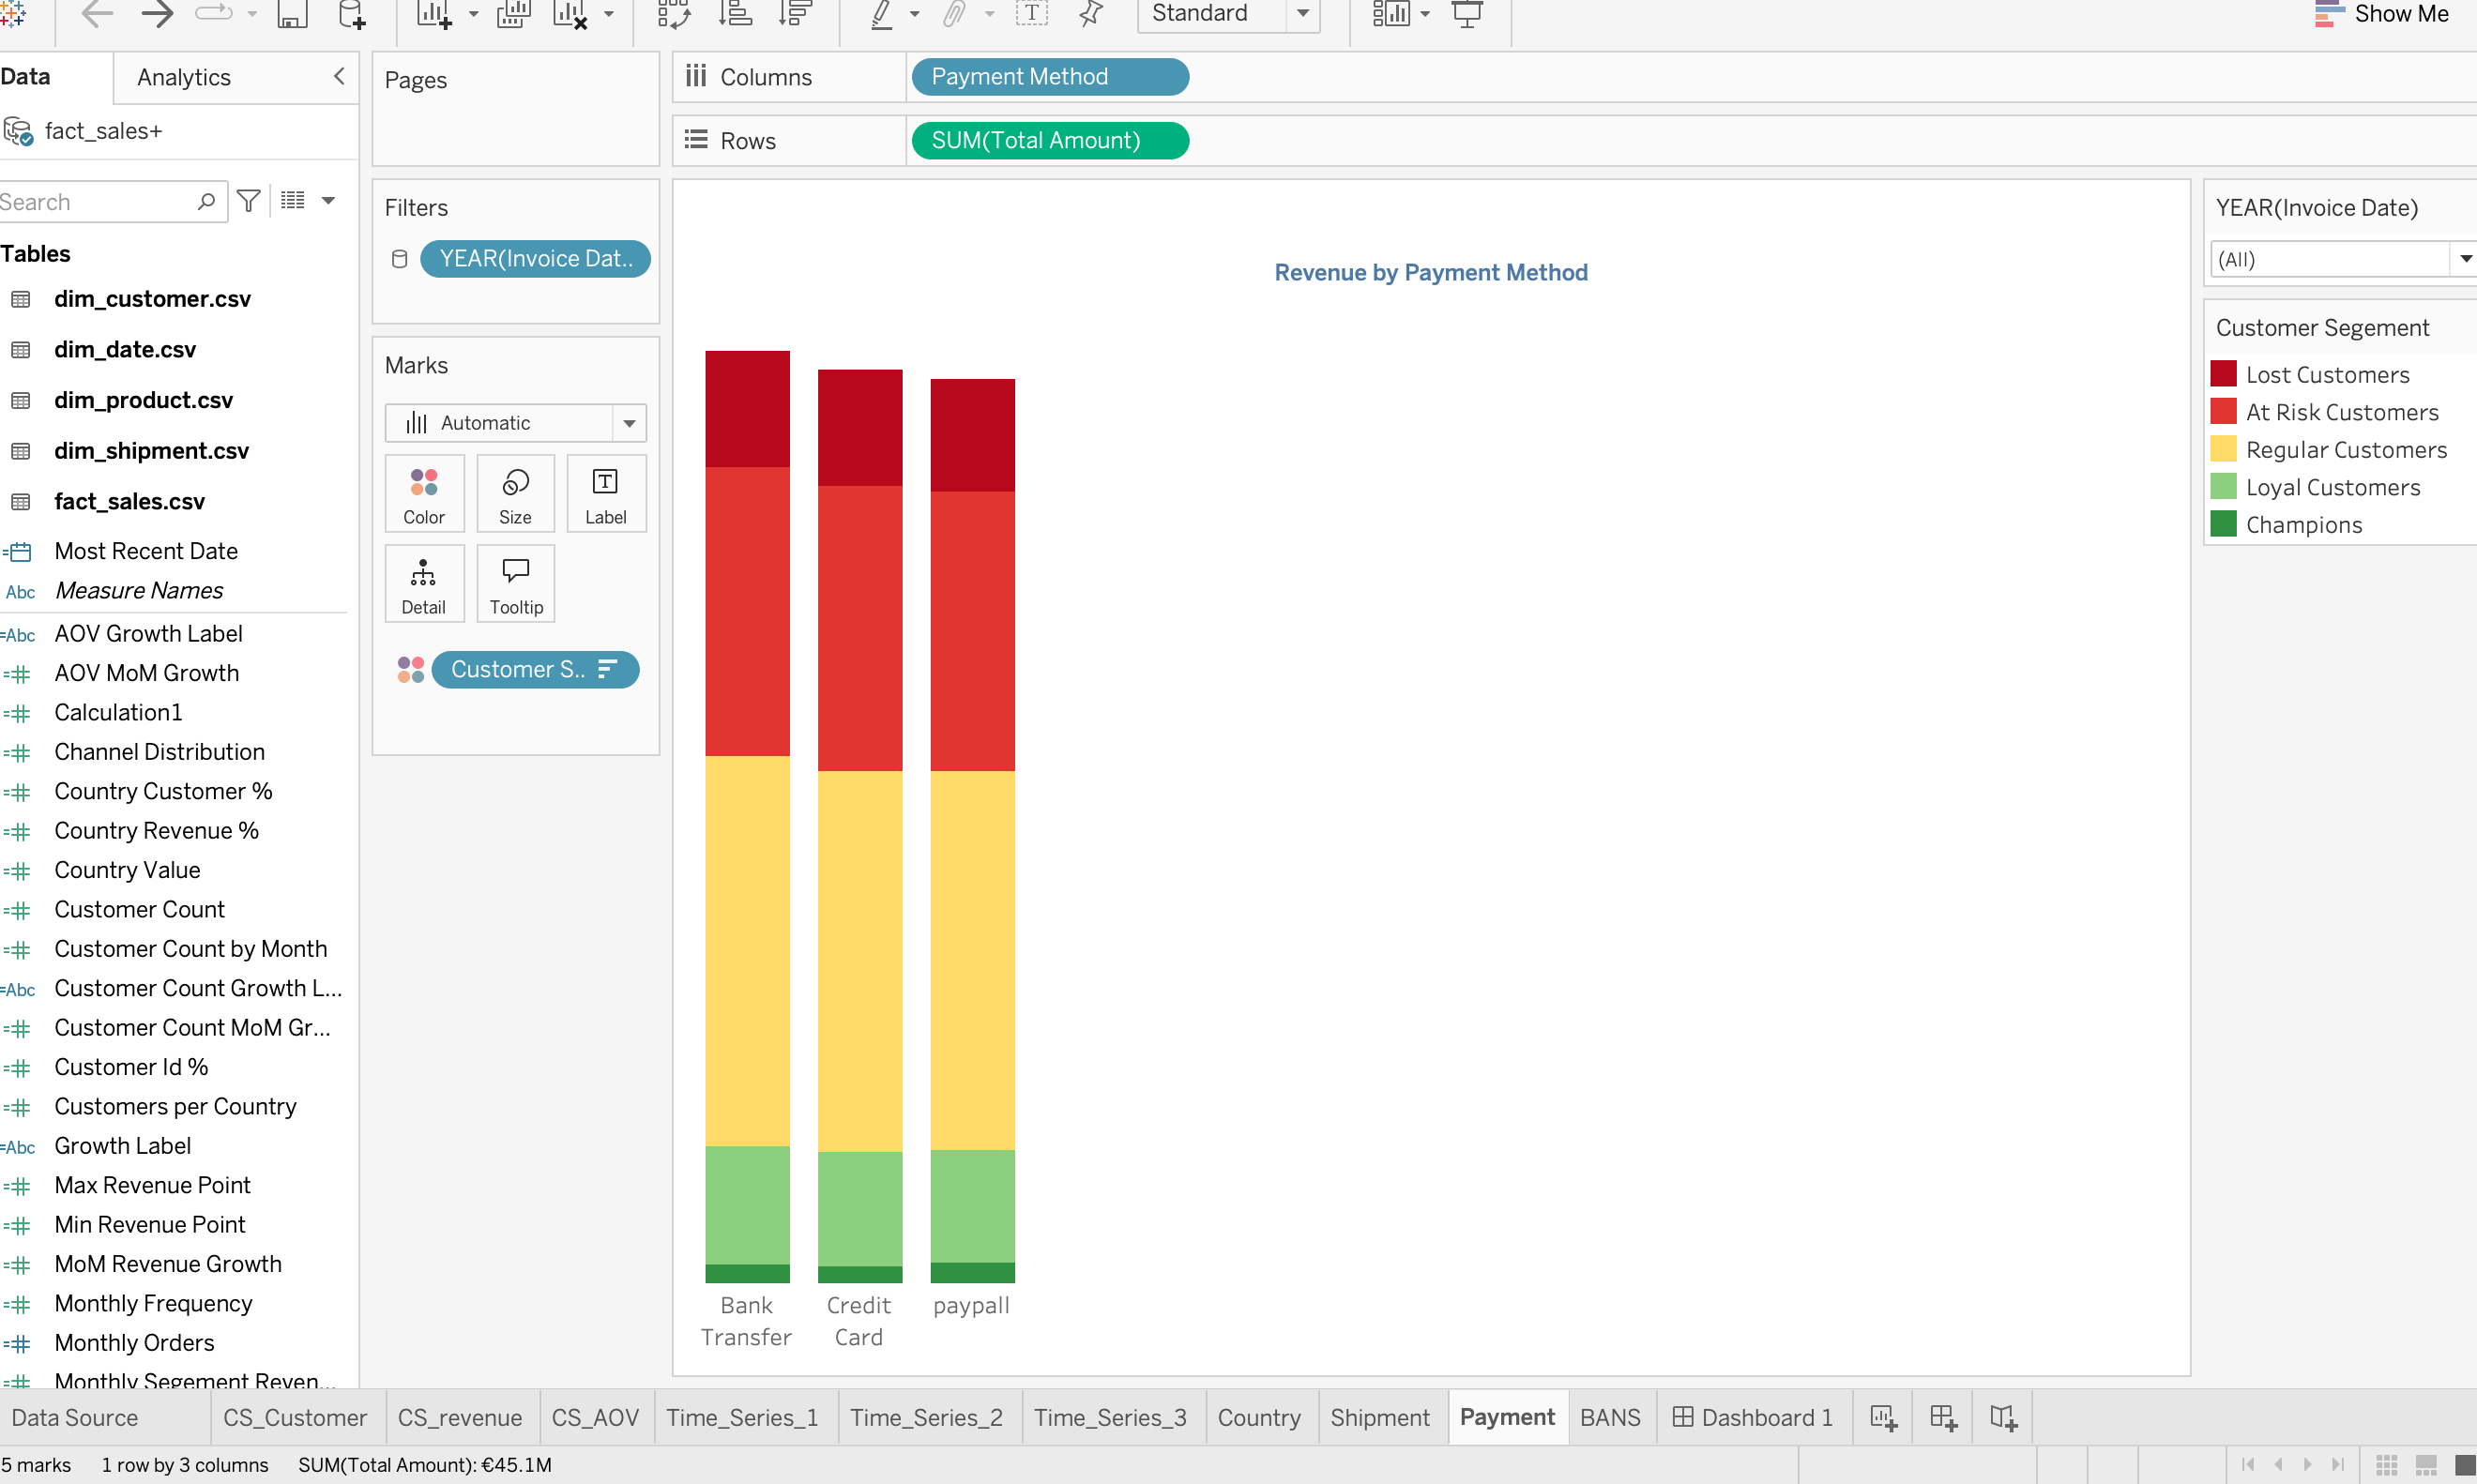 Standard
Show Me
Data
Analytics
fact_sales+
Search
Tables
dim_customer.csv
dim_date.csv
dim_product.csv
dim_shipment.csv
fact_sales.csv
Most Recent Date
Abc Measure Names
=Abc AOV Growth Label
AOV MoM Growth
Calculation1
Channel Distribution
Country Customer %
Country Revenue %
Country Value
Customer Count
Customer Count by Month
=Abc Customer Count Growth L...
Customer Count MoM Gr...
Customer Id %
Customers per Country
=Abc Growth Label
Max Revenue Point
Min Revenue Point
MoM Revenue Growth
Monthly Frequency
Monthly Orders
Monthly Segement Reven...
Pages
Filters
YEAR(Invoice Dat..
Marks
Automatic
Color
Size
Label
Detail
Tooltip
Customer S..
Columns
Payment Method
Rows
SUM(Total Amount)
Revenue by Payment Method
Bank
Transfer
Credit
Card
paypall
YEAR(Invoice Date)
(All)
Customer Segement
Lost Customers
At Risk Customers
Regular Customers
Loyal Customers
Champions
Data Source
CS_Customer
CS_revenue
CS_AOV
Time_Series_1
Time_Series_2
Time_Series_3
Country
Shipment
Payment
BANS
Dashboard 1
5 marks
1 row by 3 columns
SUM(Total Amount): €45.1M